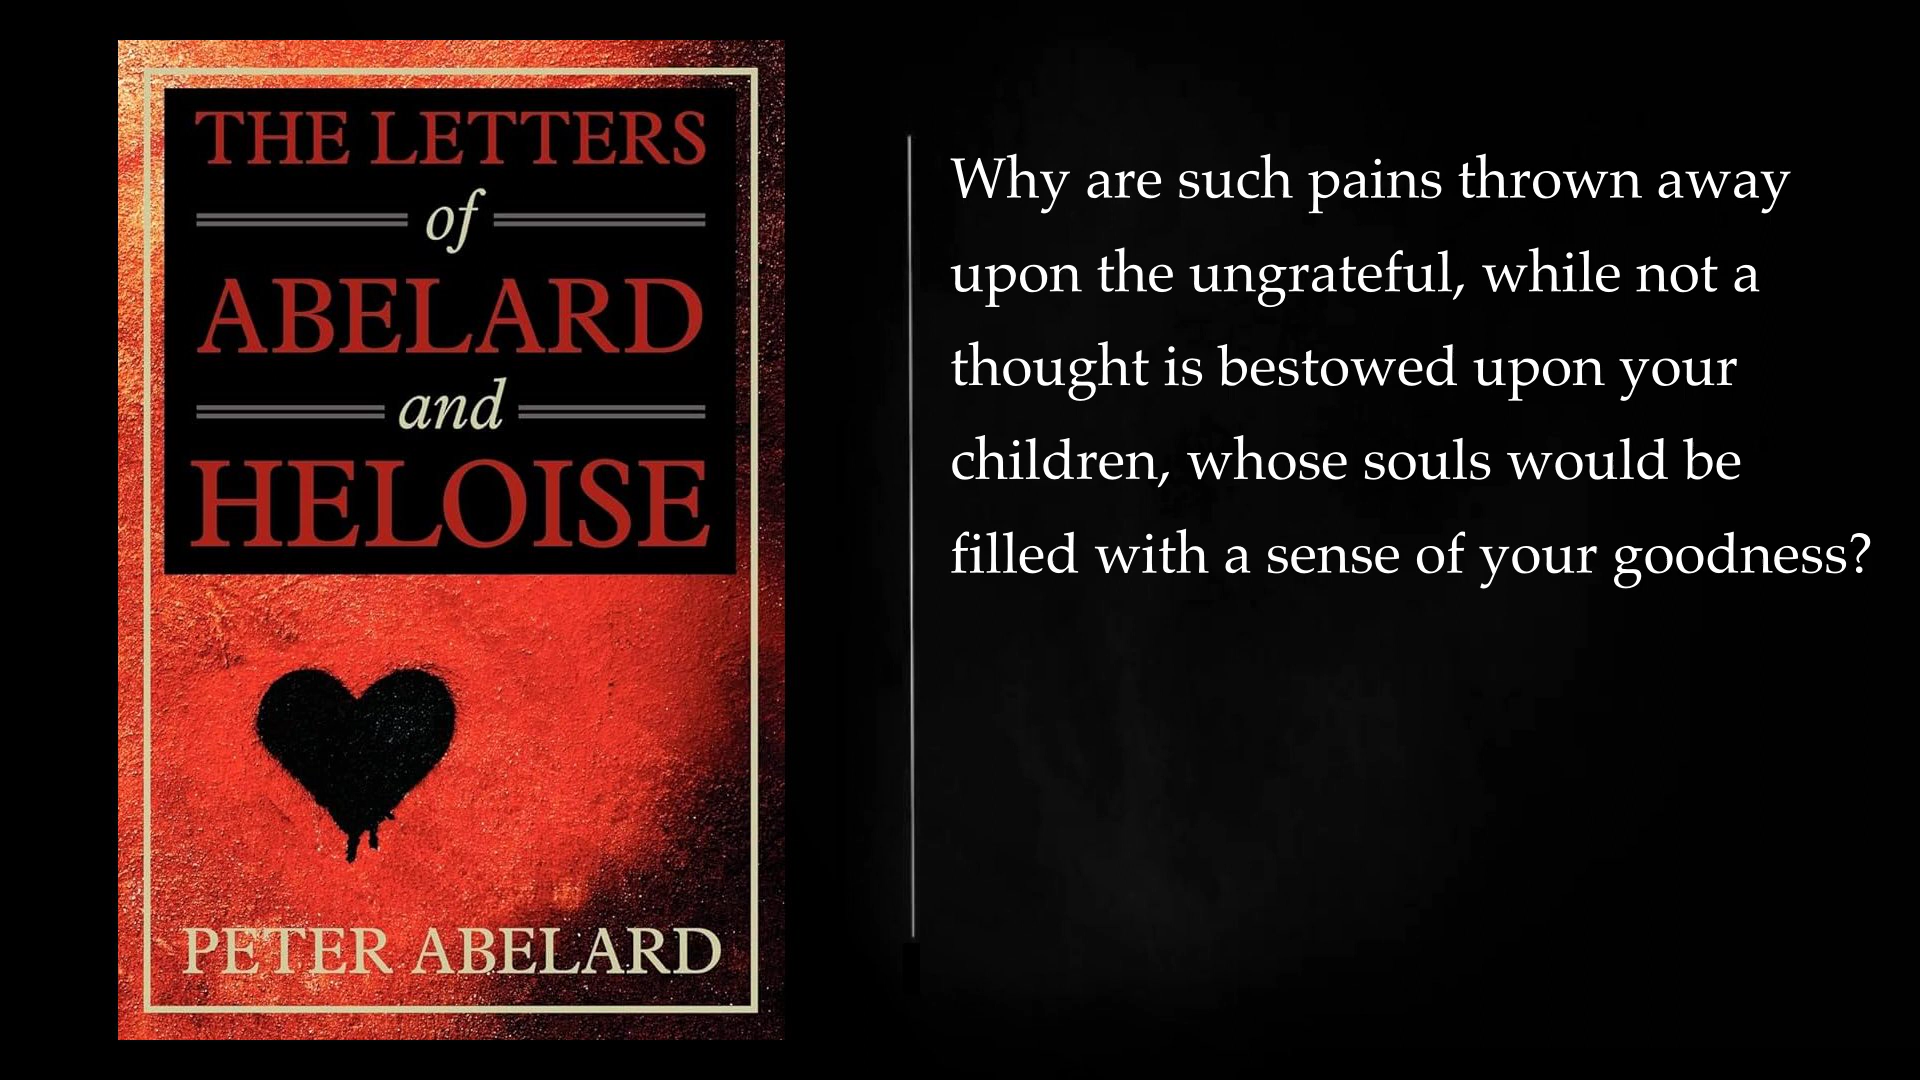 THE LETTERS
of
ABELARD
and
HELOISE
PETER ABELARD
Why are such pains thrown away
upon the ungrateful, while not a
thought is bestowed upon your
children, whose souls would be
filled with a sense of your goodness?